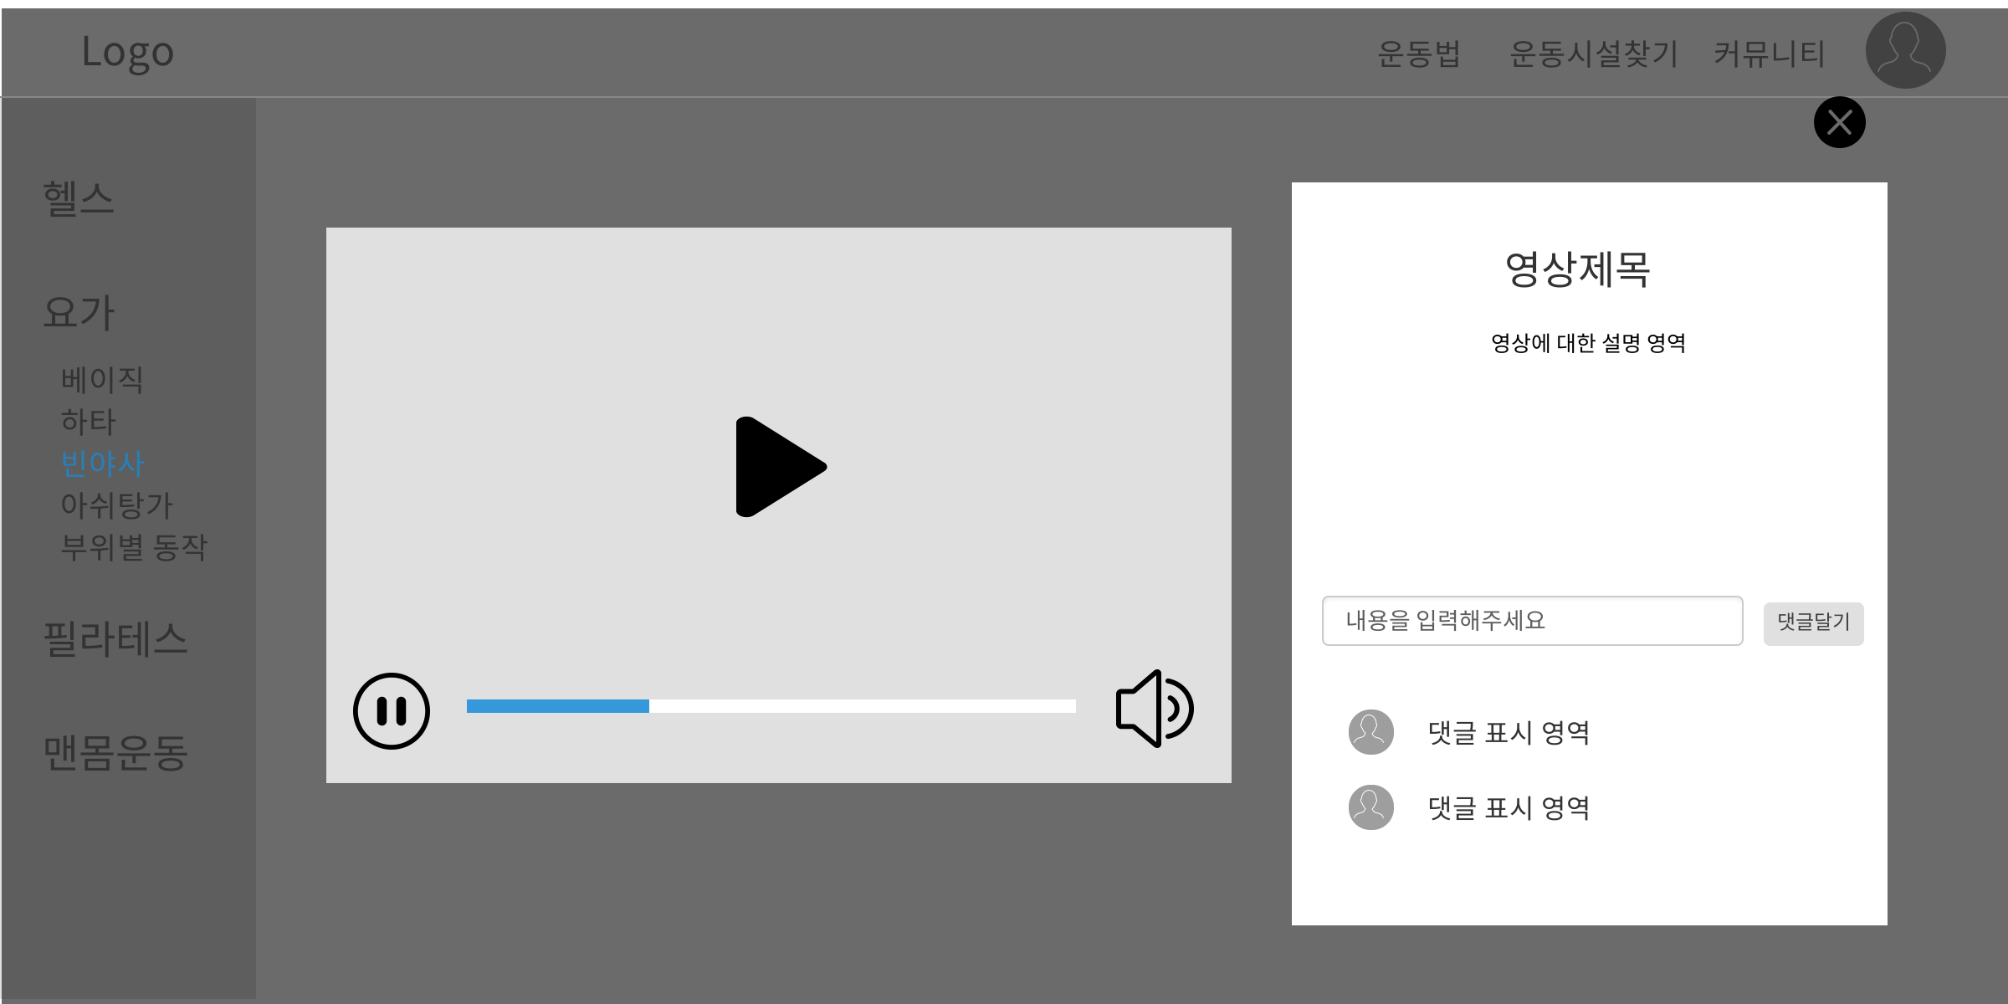 Logo
운동법 운동시설찾기 커뮤니티
헬스
요가
베이직
하타
빈야사
아쉬탕가
부위별 동작
필라테스
맨몸운동
영상제목
영상에 대한 설명 영역
내용을 입력해주세요
댓글달기
댓글 표시 영역
댓글 표시 영역